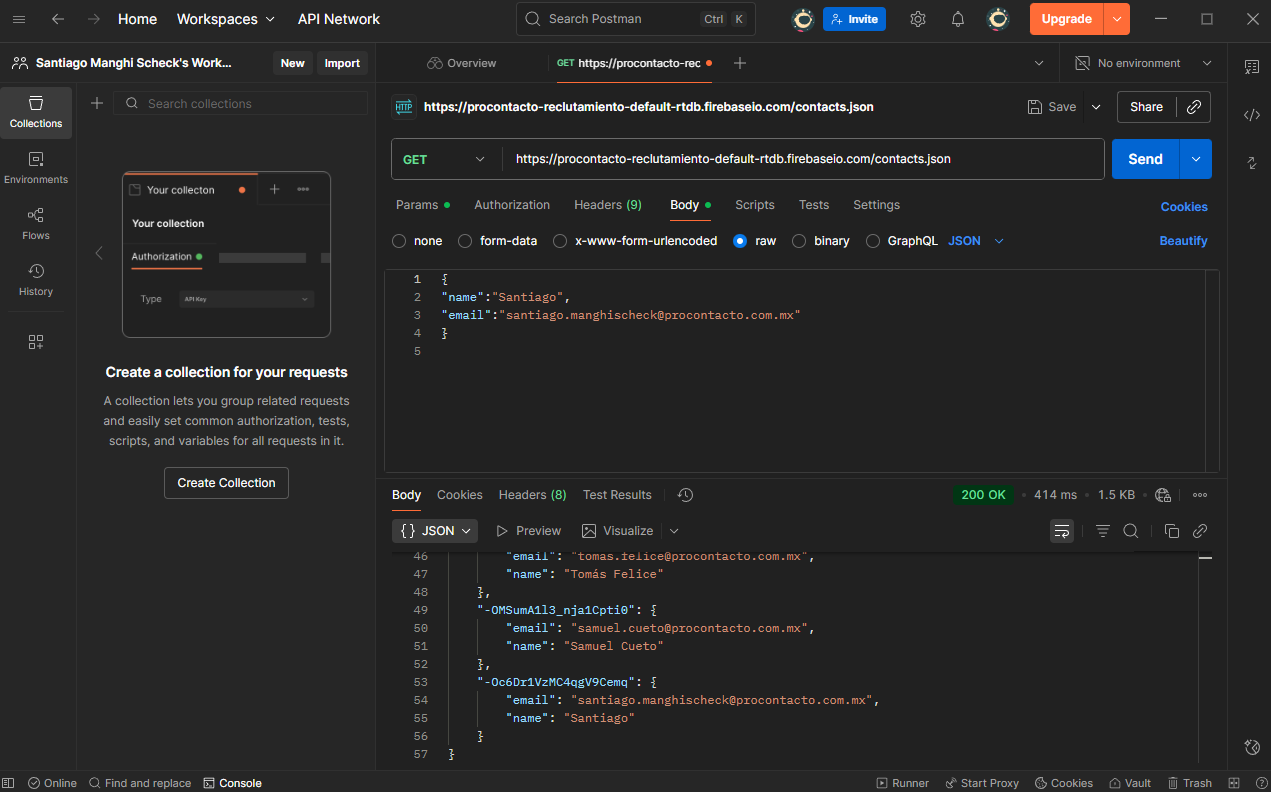 Home Workspaces API Network Search Postman Ctrl K Invite Upgrade
Santiago Manghi Scheck's Work... New Import Overview GET https://procontacto-rec No environment
Collections
Environments
Flows
History
Search collections
Your collecton
Your collection
Authorization
Type API Key
Create a collection for your requests
A collection lets you group related requests
and easily set common authorization, tests,
scripts, and variables for all requests in it.
Create Collection
HTTP https://procontacto-reclutamiento-default-rtdb.firebaseio.com/contacts.json Save Share
GET https://procontacto-reclutamiento-default-rtdb.firebaseio.com/contacts.json Send
Params Authorization Headers (9) Body Scripts Tests Settings Cookies
none form-data x-www-form-urlencoded raw binary GraphQL JSON Beautify
1 {
2 "name":"Santiago",
3 "email":"santiago.manghischeck@procontacto.com.mx"
4 }
5
Body Cookies Headers (8) Test Results 200 OK 414 ms 1.5 KB
{} JSON Preview Visualize
46 "email": "tomas.felice@procontacto.com.mx",
47 "name": "Tomás Felice"
48 },
49 "-OMSumA1l3_nja1Cpti0": {
50 "email": "samuel.cueto@procontacto.com.mx",
51 "name": "Samuel Cueto"
52 },
53 "-Oc6Dr1VzMC4qgV9Cemq": {
54 "email": "santiago.manghischeck@procontacto.com.mx",
55 "name": "Santiago"
56 }
57 }
Online Find and replace Console Runner Start Proxy Cookies Vault Trash